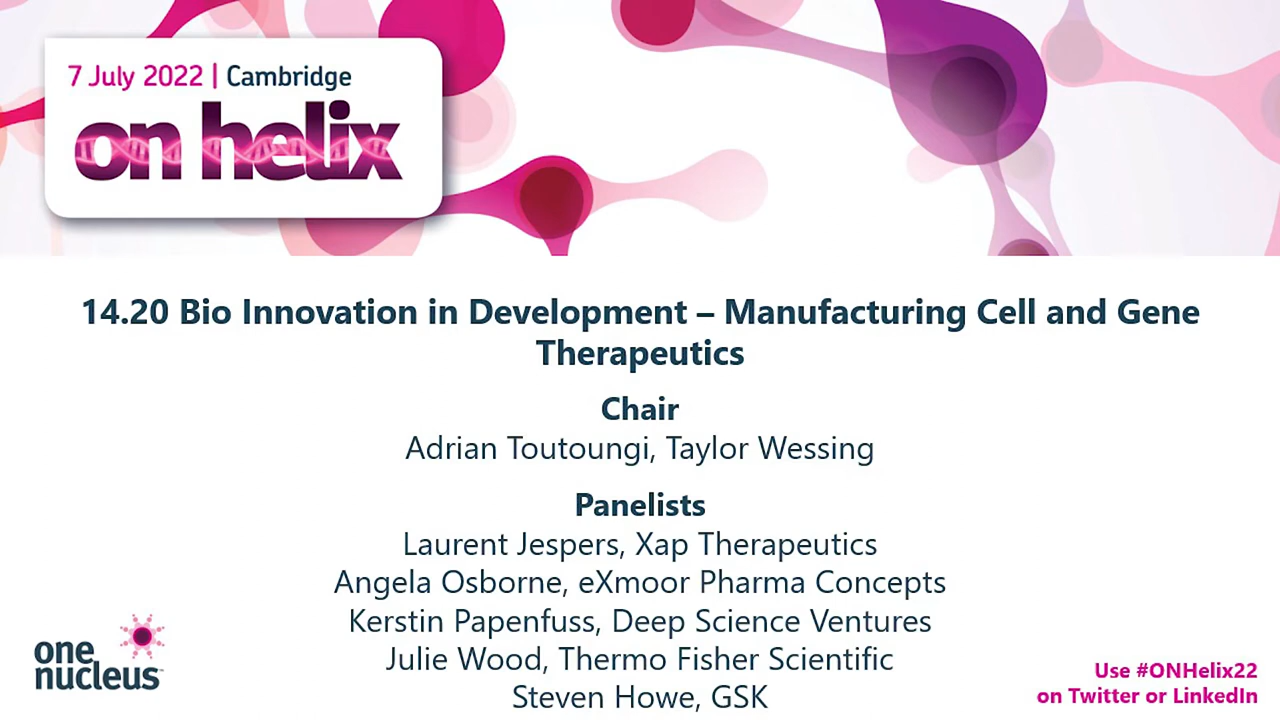 7 July 2022 | Cambridge
on helix
14.20 Bio Innovation in Development – Manufacturing Cell and Gene
Therapeutics
Chair
Adrian Toutoungi, Taylor Wessing
Panelists
Laurent Jespers, Xap Therapeutics
Angela Osborne, eXmoor Pharma Concepts
Kerstin Papenfuss, Deep Science Ventures
Julie Wood, Thermo Fisher Scientific
Steven Howe, GSK
one
nucleus
Use #ONHelix22
on Twitter or LinkedIn